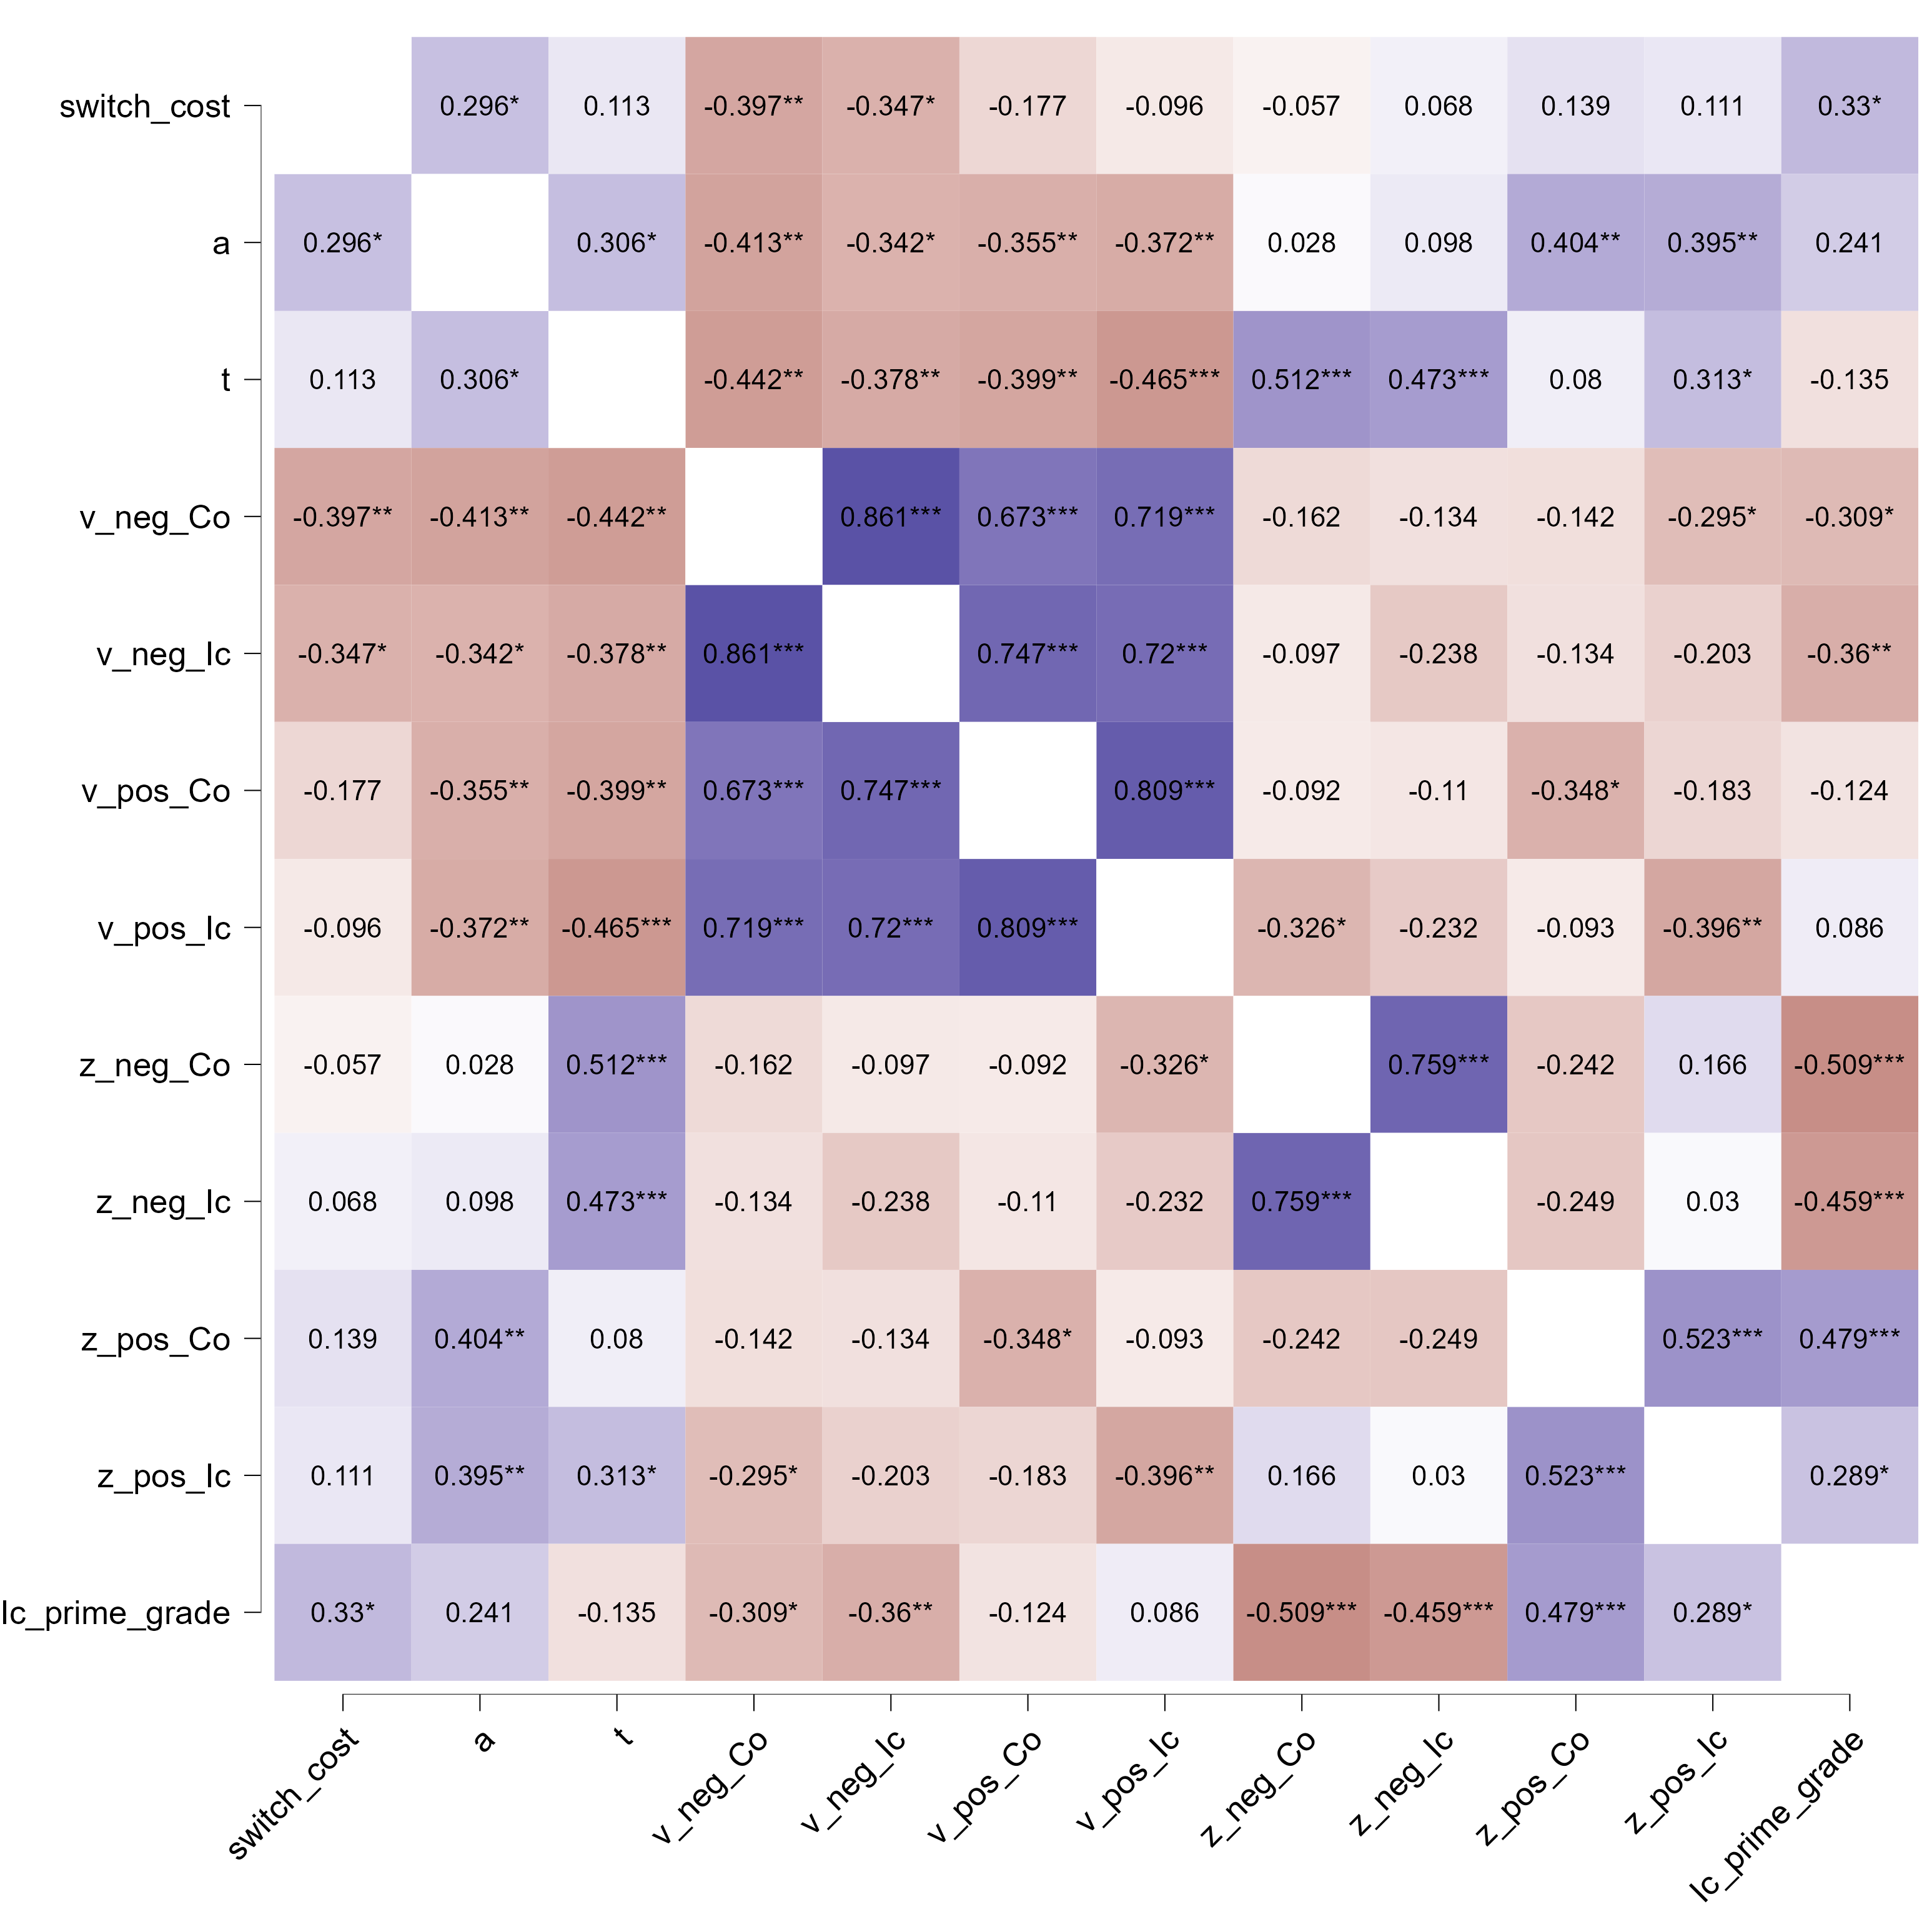 switch_cost 0.296* 0.113 -0.397** -0.347* -0.177 -0.096 -0.057 0.068 0.139 0.111 0.33*
a 0.296* 0.306* -0.413** -0.342* -0.355** -0.372** 0.028 0.098 0.404** 0.395** 0.241
t 0.113 0.306* -0.442** -0.378** -0.399** -0.465*** 0.512*** 0.473*** 0.08 0.313* -0.135
v_neg_Co -0.397** -0.413** -0.442** 0.861*** 0.673*** 0.719*** -0.162 -0.134 -0.142 -0.295* -0.309*
v_neg_Ic -0.347* -0.342* -0.378** 0.861*** 0.747*** 0.72*** -0.097 -0.238 -0.134 -0.203 -0.36**
v_pos_Co -0.177 -0.355** -0.399** 0.673*** 0.747*** 0.809*** -0.092 -0.11 -0.348* -0.183 -0.124
v_pos_Ic -0.096 -0.372** -0.465*** 0.719*** 0.72*** 0.809*** -0.326* -0.232 -0.093 -0.396** 0.086
z_neg_Co -0.057 0.028 0.512*** -0.162 -0.097 -0.092 -0.326* 0.759*** -0.242 0.166 -0.509***
z_neg_Ic 0.068 0.098 0.473*** -0.134 -0.238 -0.11 -0.232 0.759*** -0.249 0.03 -0.459***
z_pos_Co 0.139 0.404** 0.08 -0.142 -0.134 -0.348* -0.093 -0.242 -0.249 0.523*** 0.479***
z_pos_Ic 0.111 0.395** 0.313* -0.295* -0.203 -0.183 -0.396** 0.166 0.03 0.523*** 0.289*
Ic_prime_grade 0.33* 0.241 -0.135 -0.309* -0.36** -0.124 0.086 -0.509*** -0.459*** 0.479*** 0.289*
switch_cost a t v_neg_Co v_neg_Ic v_pos_Co v_pos_Ic z_neg_Co z_neg_Ic z_pos_Co z_pos_Ic Ic_prime_grade